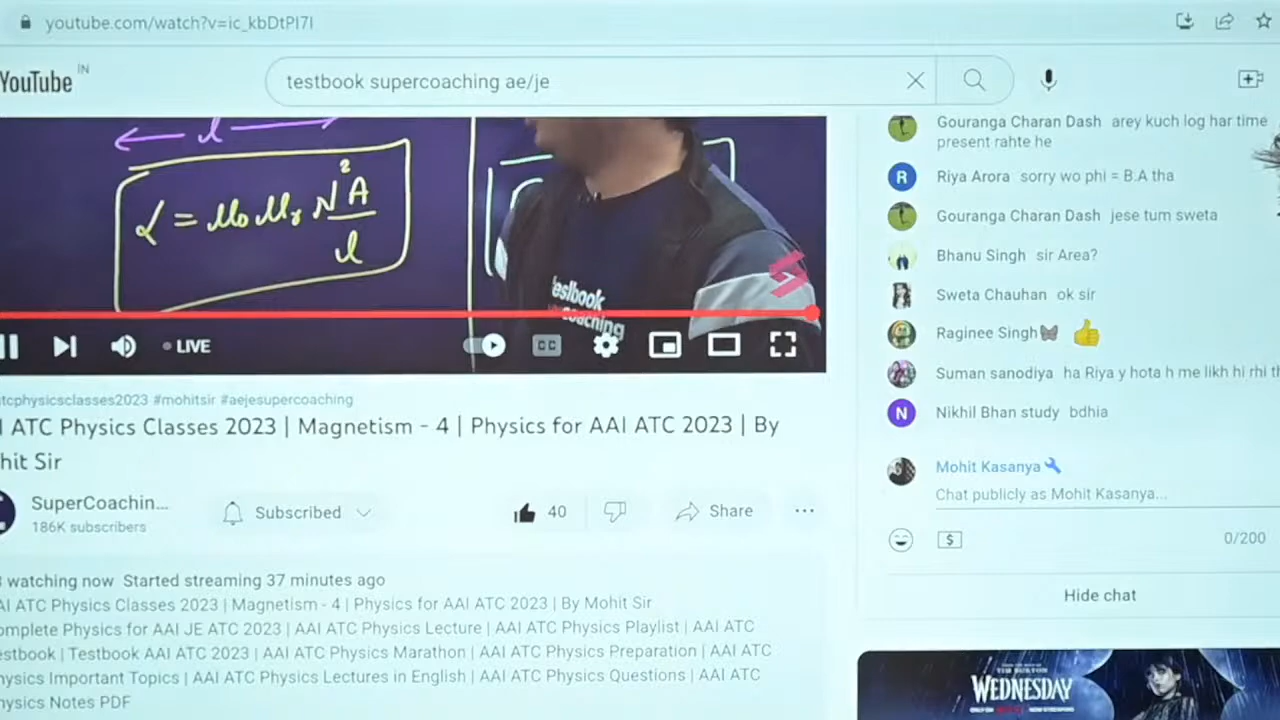 youtube.com/watch?v=ic_kbDtPI7I
YouTube IN
testbook supercoaching ae/je
l
L = μ₀ μᵣ N² A / l
testbook
coaching
LIVE
CC
tcphysicsclasses2023 #mohitsir #aejesupercoaching
I ATC Physics Classes 2023 | Magnetism - 4 | Physics for AAI ATC 2023 | By
hit Sir
SuperCoachin...
186K subscribers
Subscribed
40
Share
watching now Started streaming 37 minutes ago
AI ATC Physics Classes 2023 | Magnetism - 4 | Physics for AAI ATC 2023 | By Mohit Sir
omplete Physics for AAI JE ATC 2023 | AAI ATC Physics Lecture | AAI ATC Physics Playlist | AAI ATC
estbook | Testbook AAI ATC 2023 | AAI ATC Physics Marathon | AAI ATC Physics Preparation | AAI ATC
ysics Important Topics | AAI ATC Physics Lectures in English | AAI ATC Physics Questions | AAI ATC
ysics Notes PDF
Gouranga Charan Dash arey kuch log har time
present rahte he
R Riya Arora sorry wo phi = B.A tha
Gouranga Charan Dash jese tum sweta
Bhanu Singh sir Area?
Sweta Chauhan ok sir
Raginee Singh🦋 👍
Suman sanodiya ha Riya y hota h me likh hi rhi th
N Nikhil Bhan study bdhia
Mohit Kasanya
Chat publicly as Mohit Kasanya...
$
0/200
Hide chat
WEDNESDAY